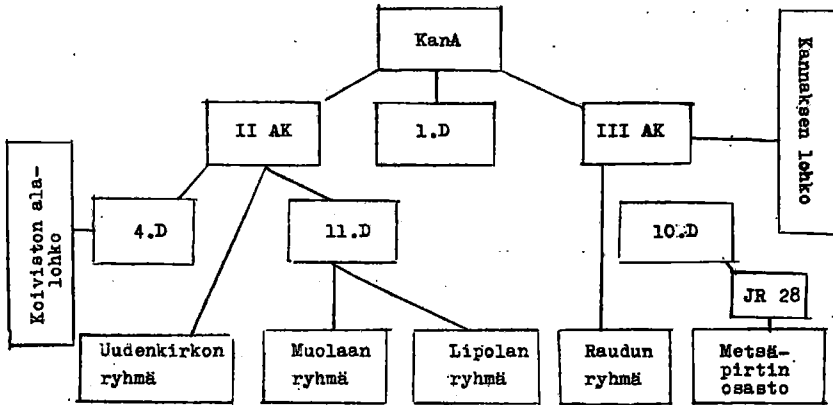 KanA
II AK
1.D
III AK
Kannaksen lohko
Koiviston ala-
lohko
4.D
11.D
10.D
JR 28
Uudenkirkon
ryhmä
Muolaan
ryhmä
Lipolan
ryhmä
Raudun
ryhmä
Metsä-
pirtin
osasto